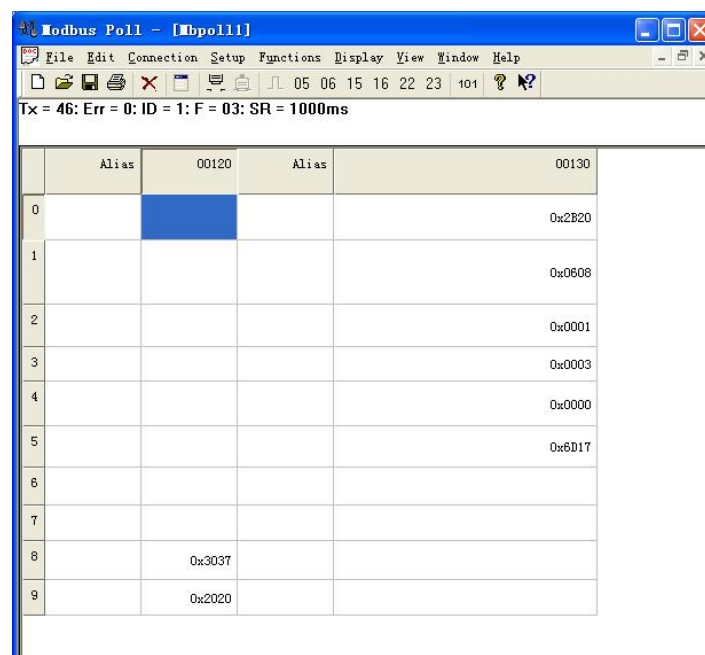 Modbus Poll - [Mbpoll1]
File Edit Connection Setup Functions Display View Window Help
05 06 15 16 22 23 101
Tx = 46: Err = 0: ID = 1: F = 03: SR = 1000ms
Alias 00120 Alias 00130
0 0x2B20
1 0x0608
2 0x0001
3 0x0003
4 0x0000
5 0x6D17
6
7
8 0x3037
9 0x2020